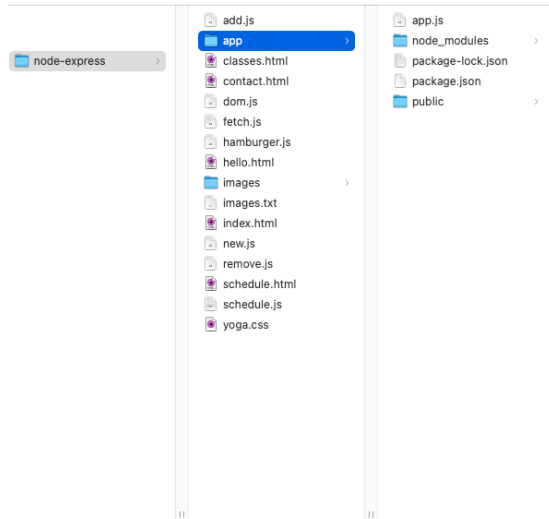 node-express
add.js
app
classes.html
contact.html
dom.js
fetch.js
hamburger.js
hello.html
images
images.txt
index.html
new.js
remove.js
schedule.html
schedule.js
yoga.css
app.js
node_modules
package-lock.json
package.json
public